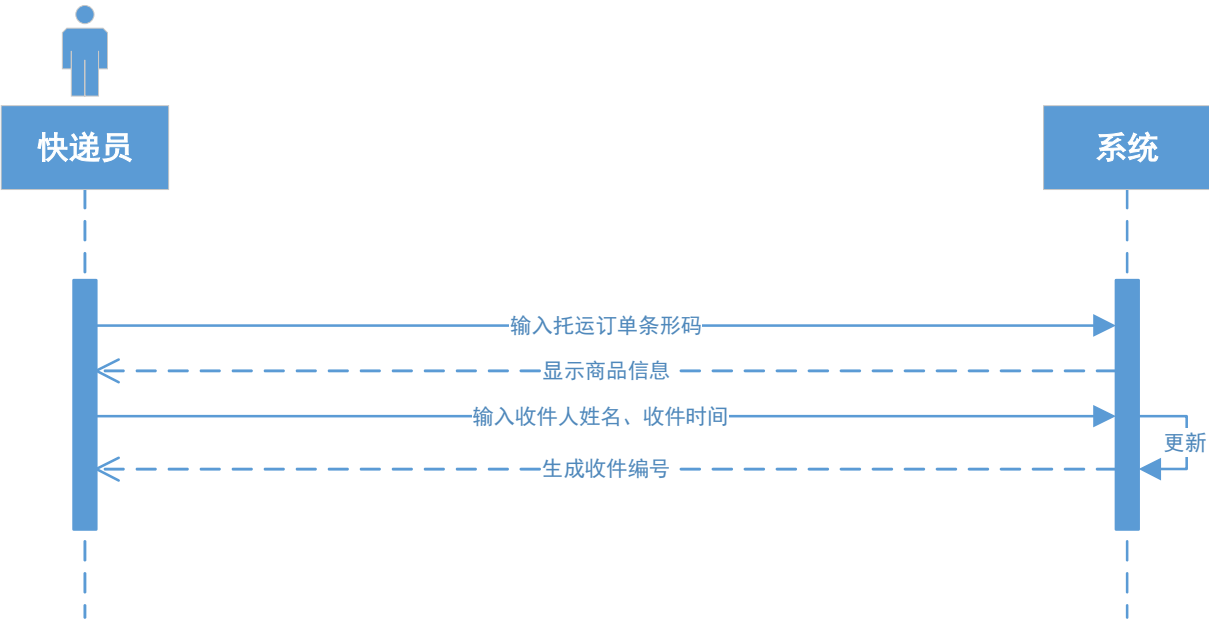 快递员
系统
输入托运订单条形码
显示商品信息
输入收件人姓名、收件时间
更新
生成收件编号